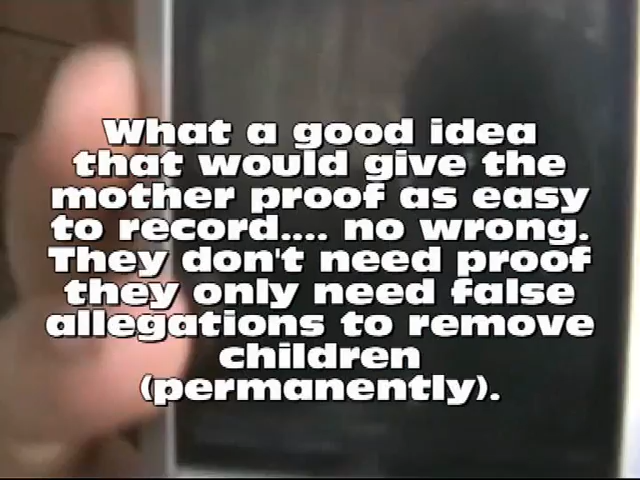 What a good idea
that would give the
mother proof as easy
to record.... no wrong.
They don't need proof
they only need false
allegations to remove
children
(permanently).